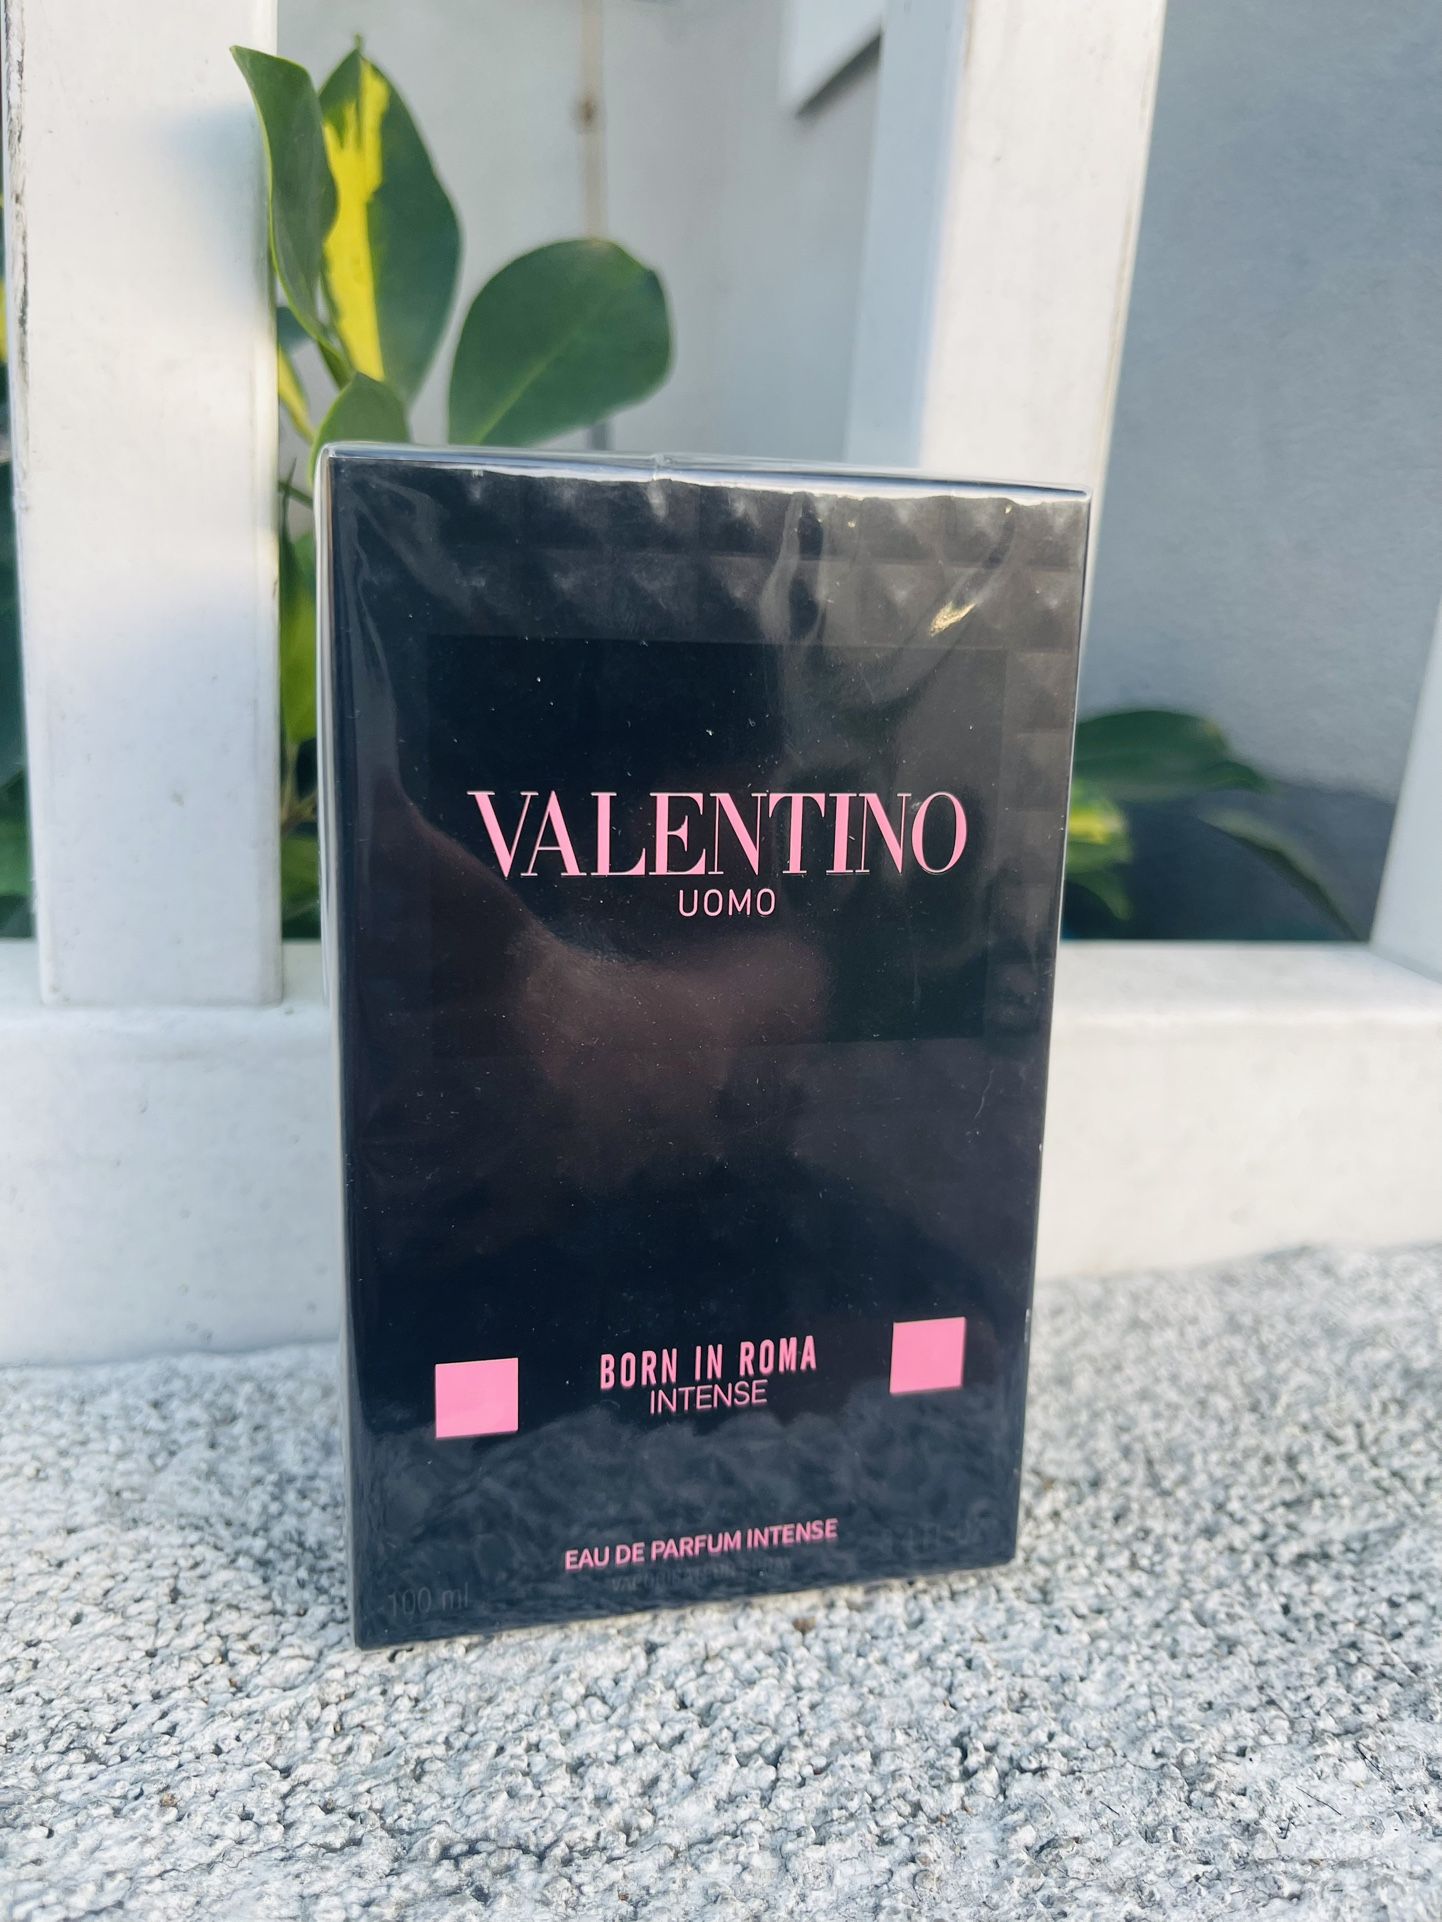 VALENTINO
UOMO
BORN IN ROMA
INTENSE
EAU DE PARFUM INTENSE
100 ml